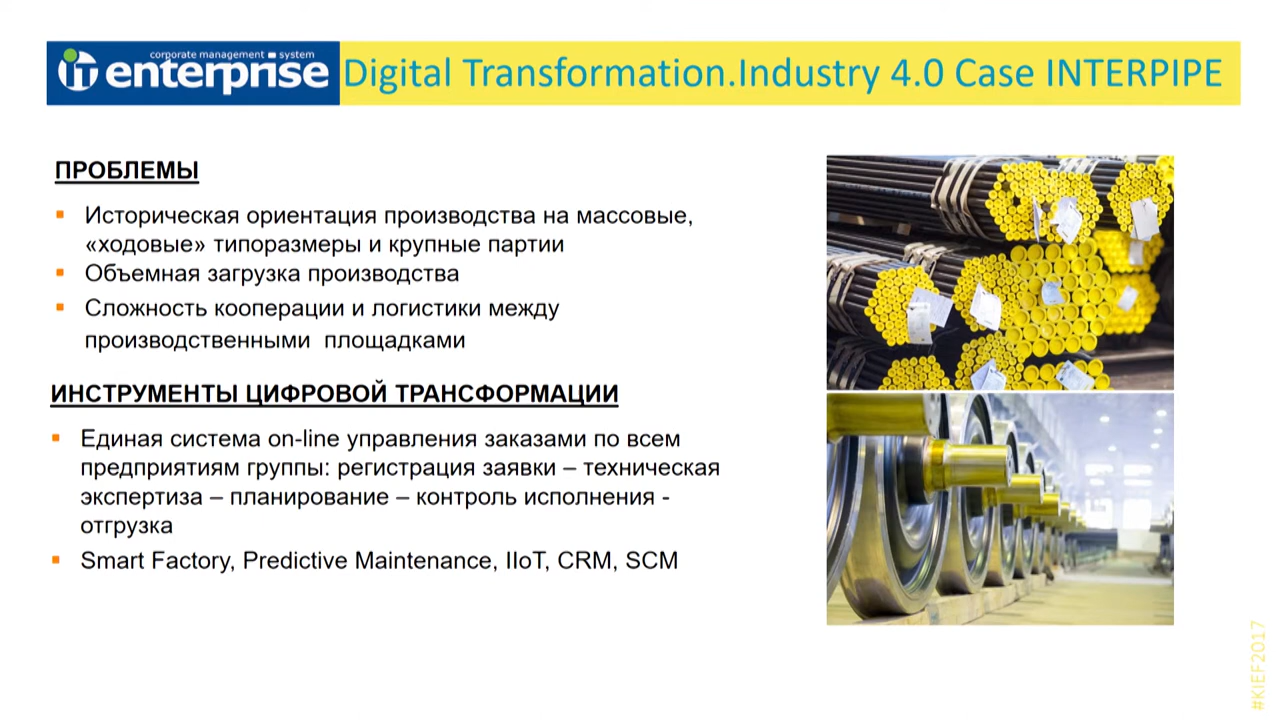 corporate management system
it enterprise
Digital Transformation.Industry 4.0 Case INTERPIPE
ПРОБЛЕМЫ
Историческая ориентация производства на массовые,
«ходовые» типоразмеры и крупные партии
Объемная загрузка производства
Сложность кооперации и логистики между
производственными площадками
ИНСТРУМЕНТЫ ЦИФРОВОЙ ТРАНСФОРМАЦИИ
Единая система on-line управления заказами по всем
предприятиям группы: регистрация заявки – техническая
экспертиза – планирование – контроль исполнения -
отгрузка
Smart Factory, Predictive Maintenance, IIoT, CRM, SCM
#KIEF2017